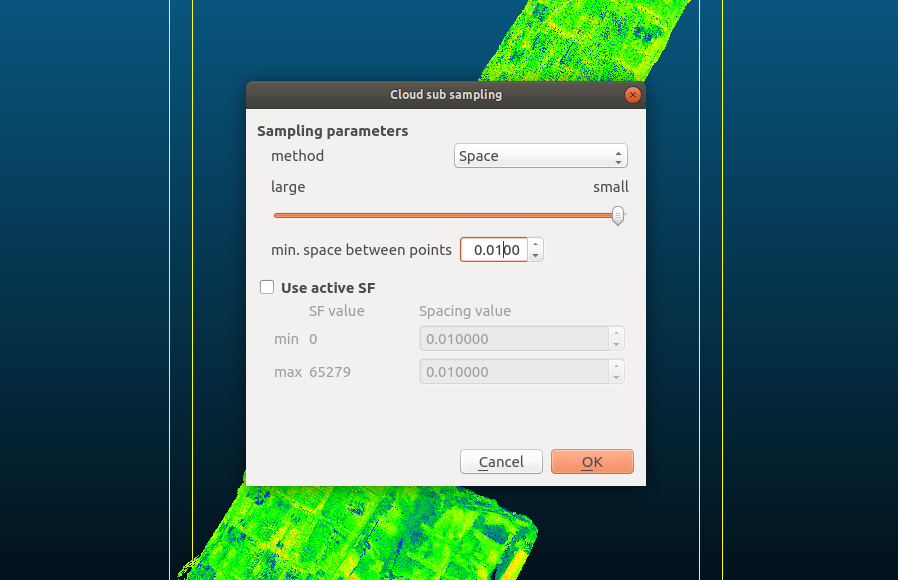 Cloud sub sampling
Sampling parameters
method Space
large small
min. space between points 0.0100
Use active SF
SF value Spacing value
min 0 0.010000
max 65279 0.010000
Cancel OK